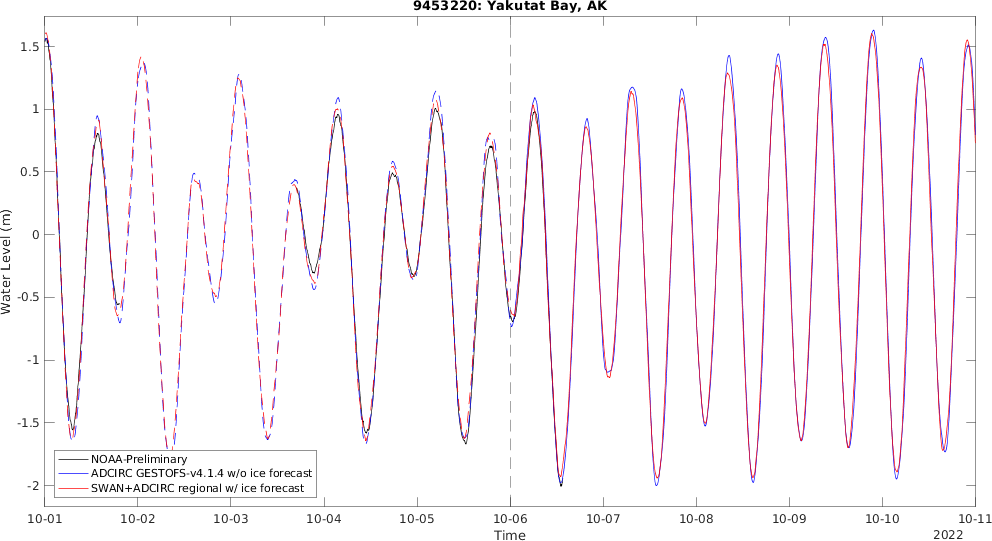 9453220: Yakutat Bay, AK
Water Level (m)
1.5
1
0.5
0
-0.5
-1
-1.5
-2
NOAA-Preliminary
ADCIRC GESTOFS-v4.1.4 w/o ice forecast
SWAN+ADCIRC regional w/ ice forecast
10-01 10-02 10-03 10-04 10-05 10-06 10-07 10-08 10-09 10-10 10-11
Time
2022